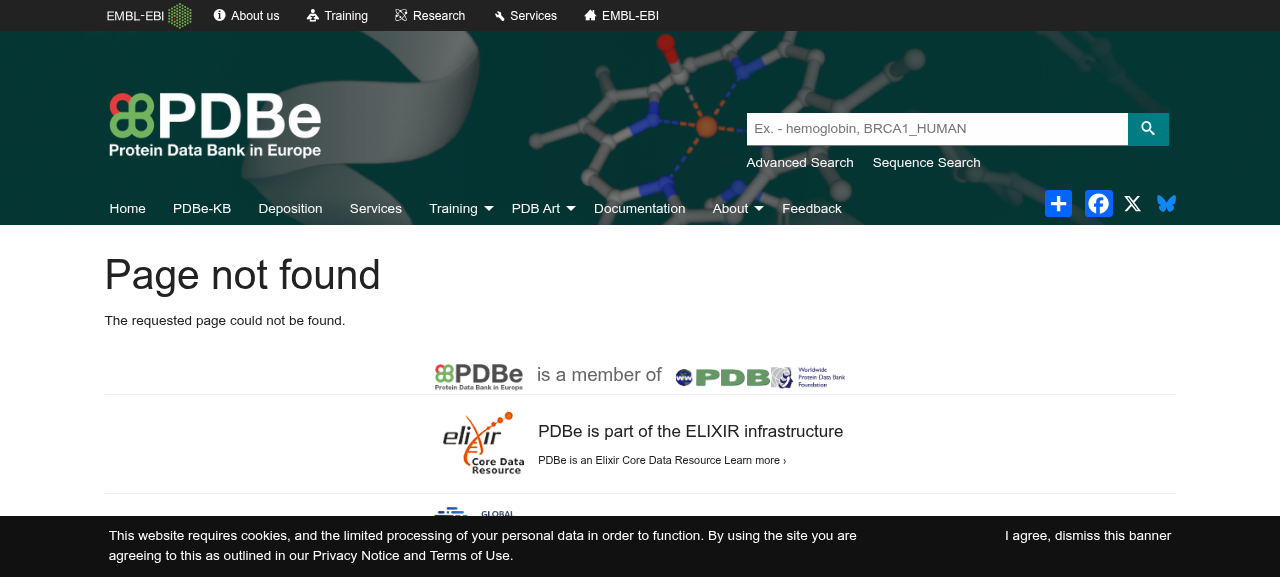 EMBL-EBI About us Training Research Services EMBL-EBI
PDBe
Protein Data Bank in Europe
Ex. - hemoglobin, BRCA1_HUMAN
Advanced Search Sequence Search
Home PDBe-KB Deposition Services Training PDB Art Documentation About Feedback
Page not found
The requested page could not be found.
PDBe
Protein Data Bank in Europe
is a member of
ww PDB
Worldwide
Protein Data Bank
Foundation
elixir
Core Data
Resource
PDBe is part of the ELIXIR infrastructure
PDBe is an Elixir Core Data Resource Learn more ›
GLOBAL
This website requires cookies, and the limited processing of your personal data in order to function. By using the site you are
agreeing to this as outlined in our Privacy Notice and Terms of Use.
I agree, dismiss this banner